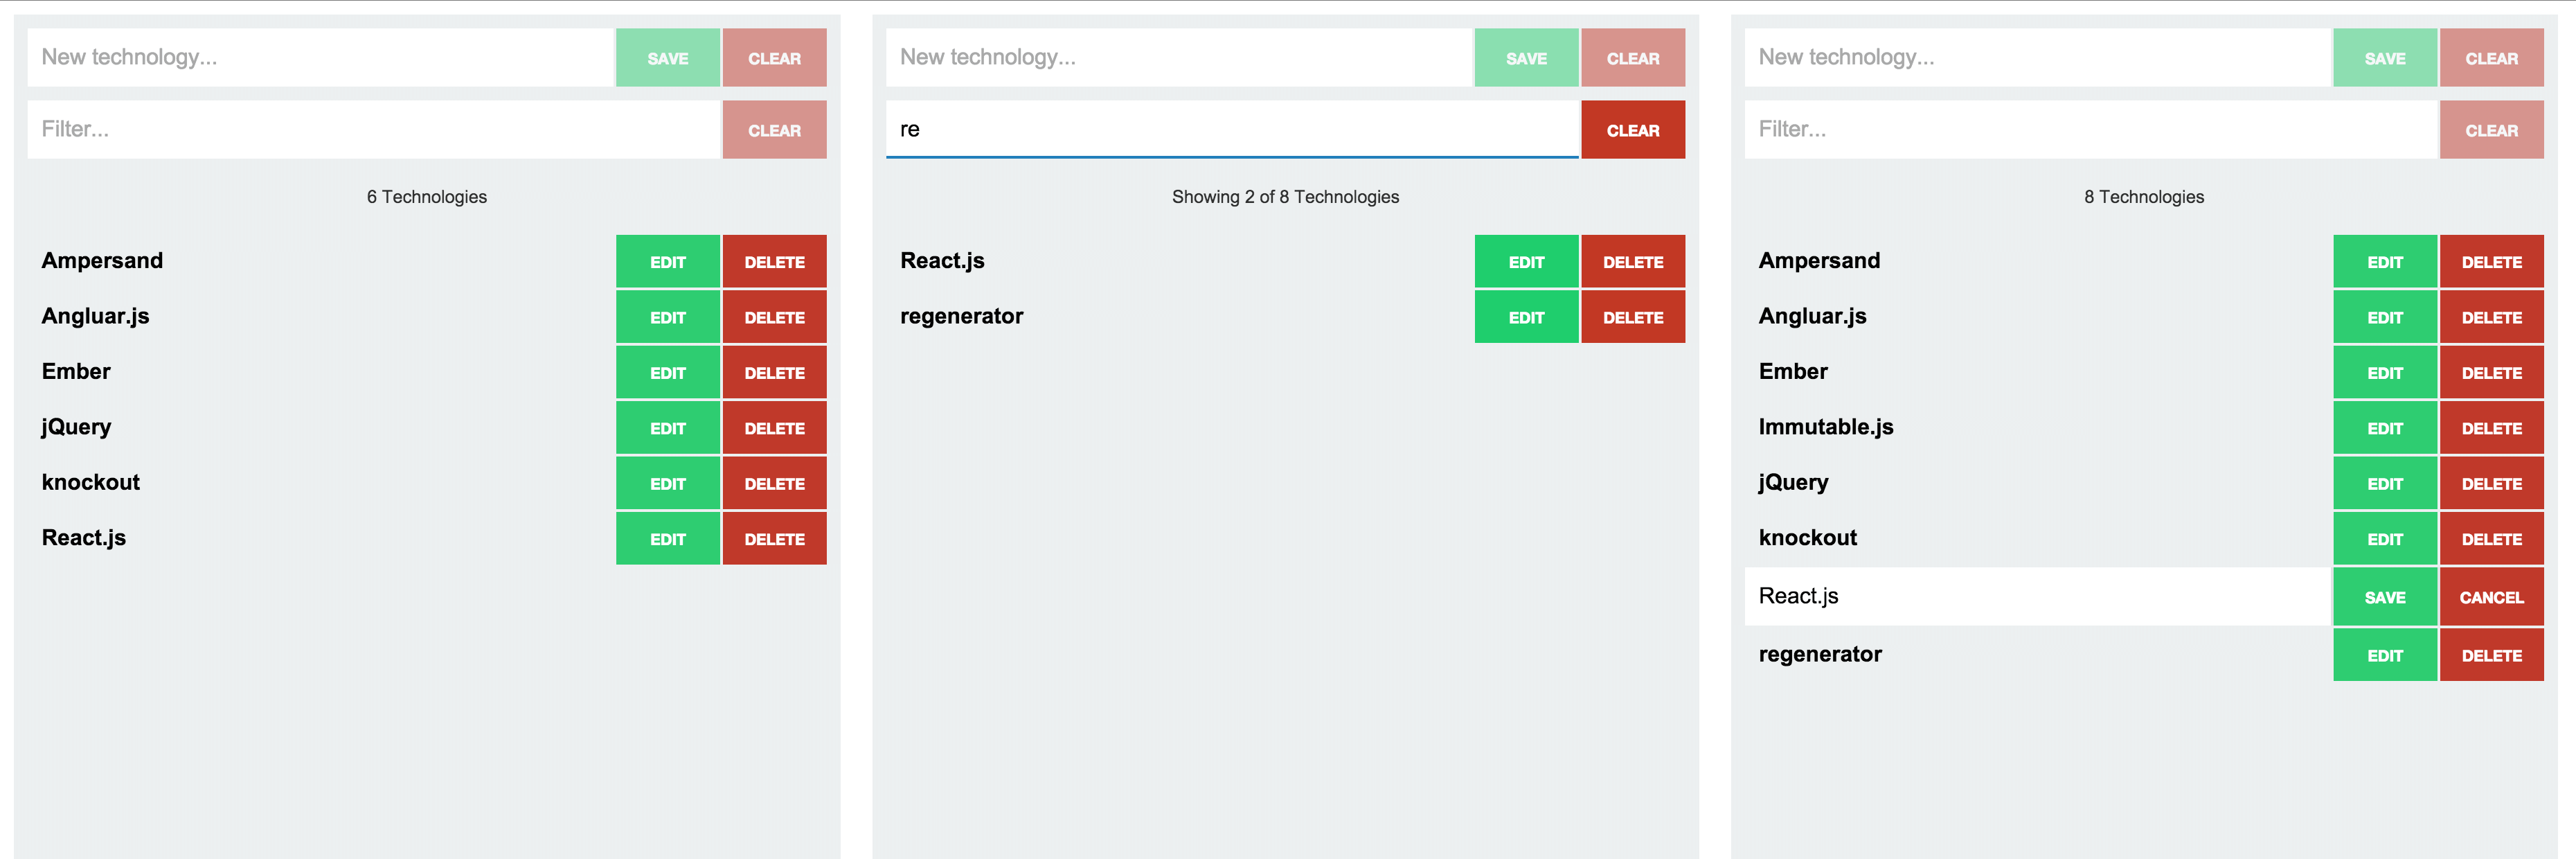 New technology... SAVE CLEAR
Filter... CLEAR
6 Technologies
Ampersand EDIT DELETE
Angluar.js EDIT DELETE
Ember EDIT DELETE
jQuery EDIT DELETE
knockout EDIT DELETE
React.js EDIT DELETE
New technology... SAVE CLEAR
re CLEAR
Showing 2 of 8 Technologies
React.js EDIT DELETE
regenerator EDIT DELETE
New technology... SAVE CLEAR
Filter... CLEAR
8 Technologies
Ampersand EDIT DELETE
Angluar.js EDIT DELETE
Ember EDIT DELETE
Immutable.js EDIT DELETE
jQuery EDIT DELETE
knockout EDIT DELETE
React.js SAVE CANCEL
regenerator EDIT DELETE